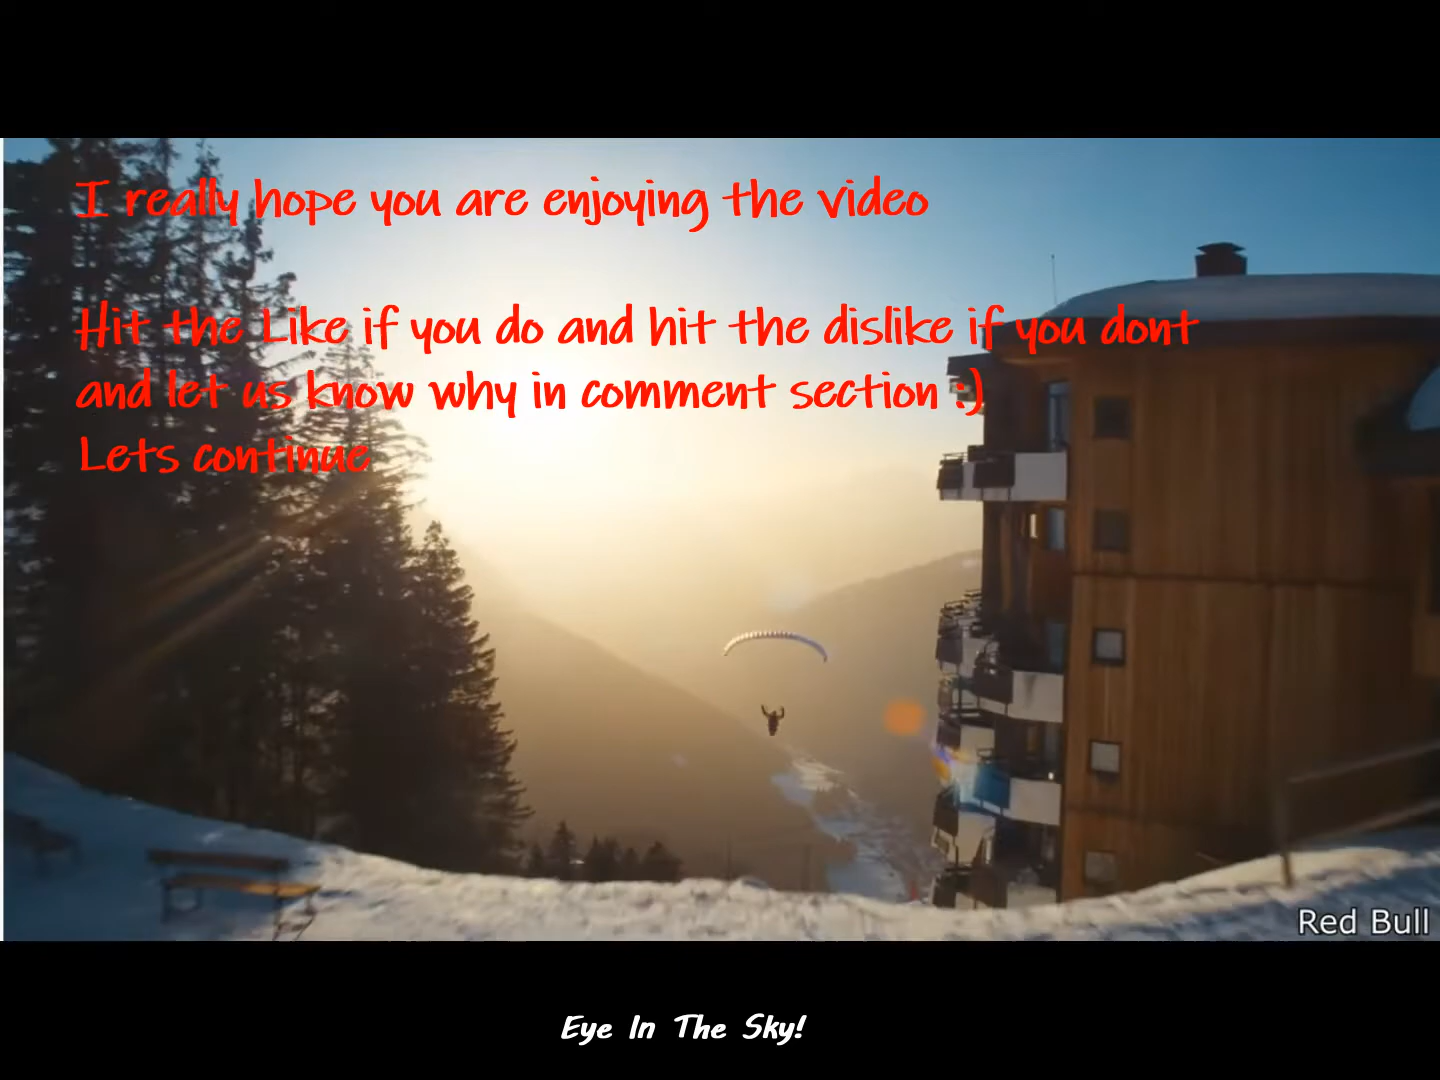 I really hope you are enjoying the video
Hit the Like if you do and hit the dislike if you dont
and let us know why in comment section :)
Lets continue
Red Bull
Eye In The Sky!